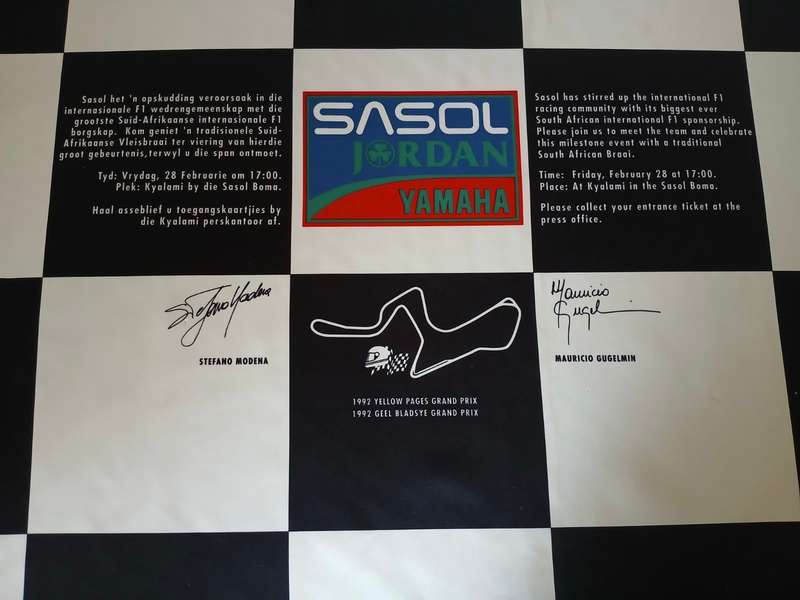 Sasol het 'n opskudding veroorsaak in die
internasionale F1 wedrengemeenskap met die
grootste Suid-Afrikaanse internasionale F1
borgskap. Kom geniet 'n tradisionele Suid-
Afrikaanse Vleisbraai ter viering van hierdie
groot gebeurtenis,terwyl u die span ontmoet.
Tyd: Vrydag, 28 Februarie om 17:00.
Plek: Kyalami by die Sasol Boma.
Haal asseblief u toegangskaartjies by
die Kyalami perskantoor af.
SASOL
JORDAN
YAMAHA
Sasol has stirred up the international F1
racing community with its biggest ever
South African international F1 sponsorship.
Please join us to meet the team and celebrate
this milestone event with a traditional
South African Braai.
Time: Friday, February 28 at 17:00.
Place: At Kyalami in the Sasol Boma.
Please collect your entrance ticket at the
press office.
Stefano Modena
STEFANO MODENA
1992 YELLOW PAGES GRAND PRIX
1992 GEEL BLADSYE GRAND PRIX
Mauricio
Gugelmin
MAURICIO GUGELMIN